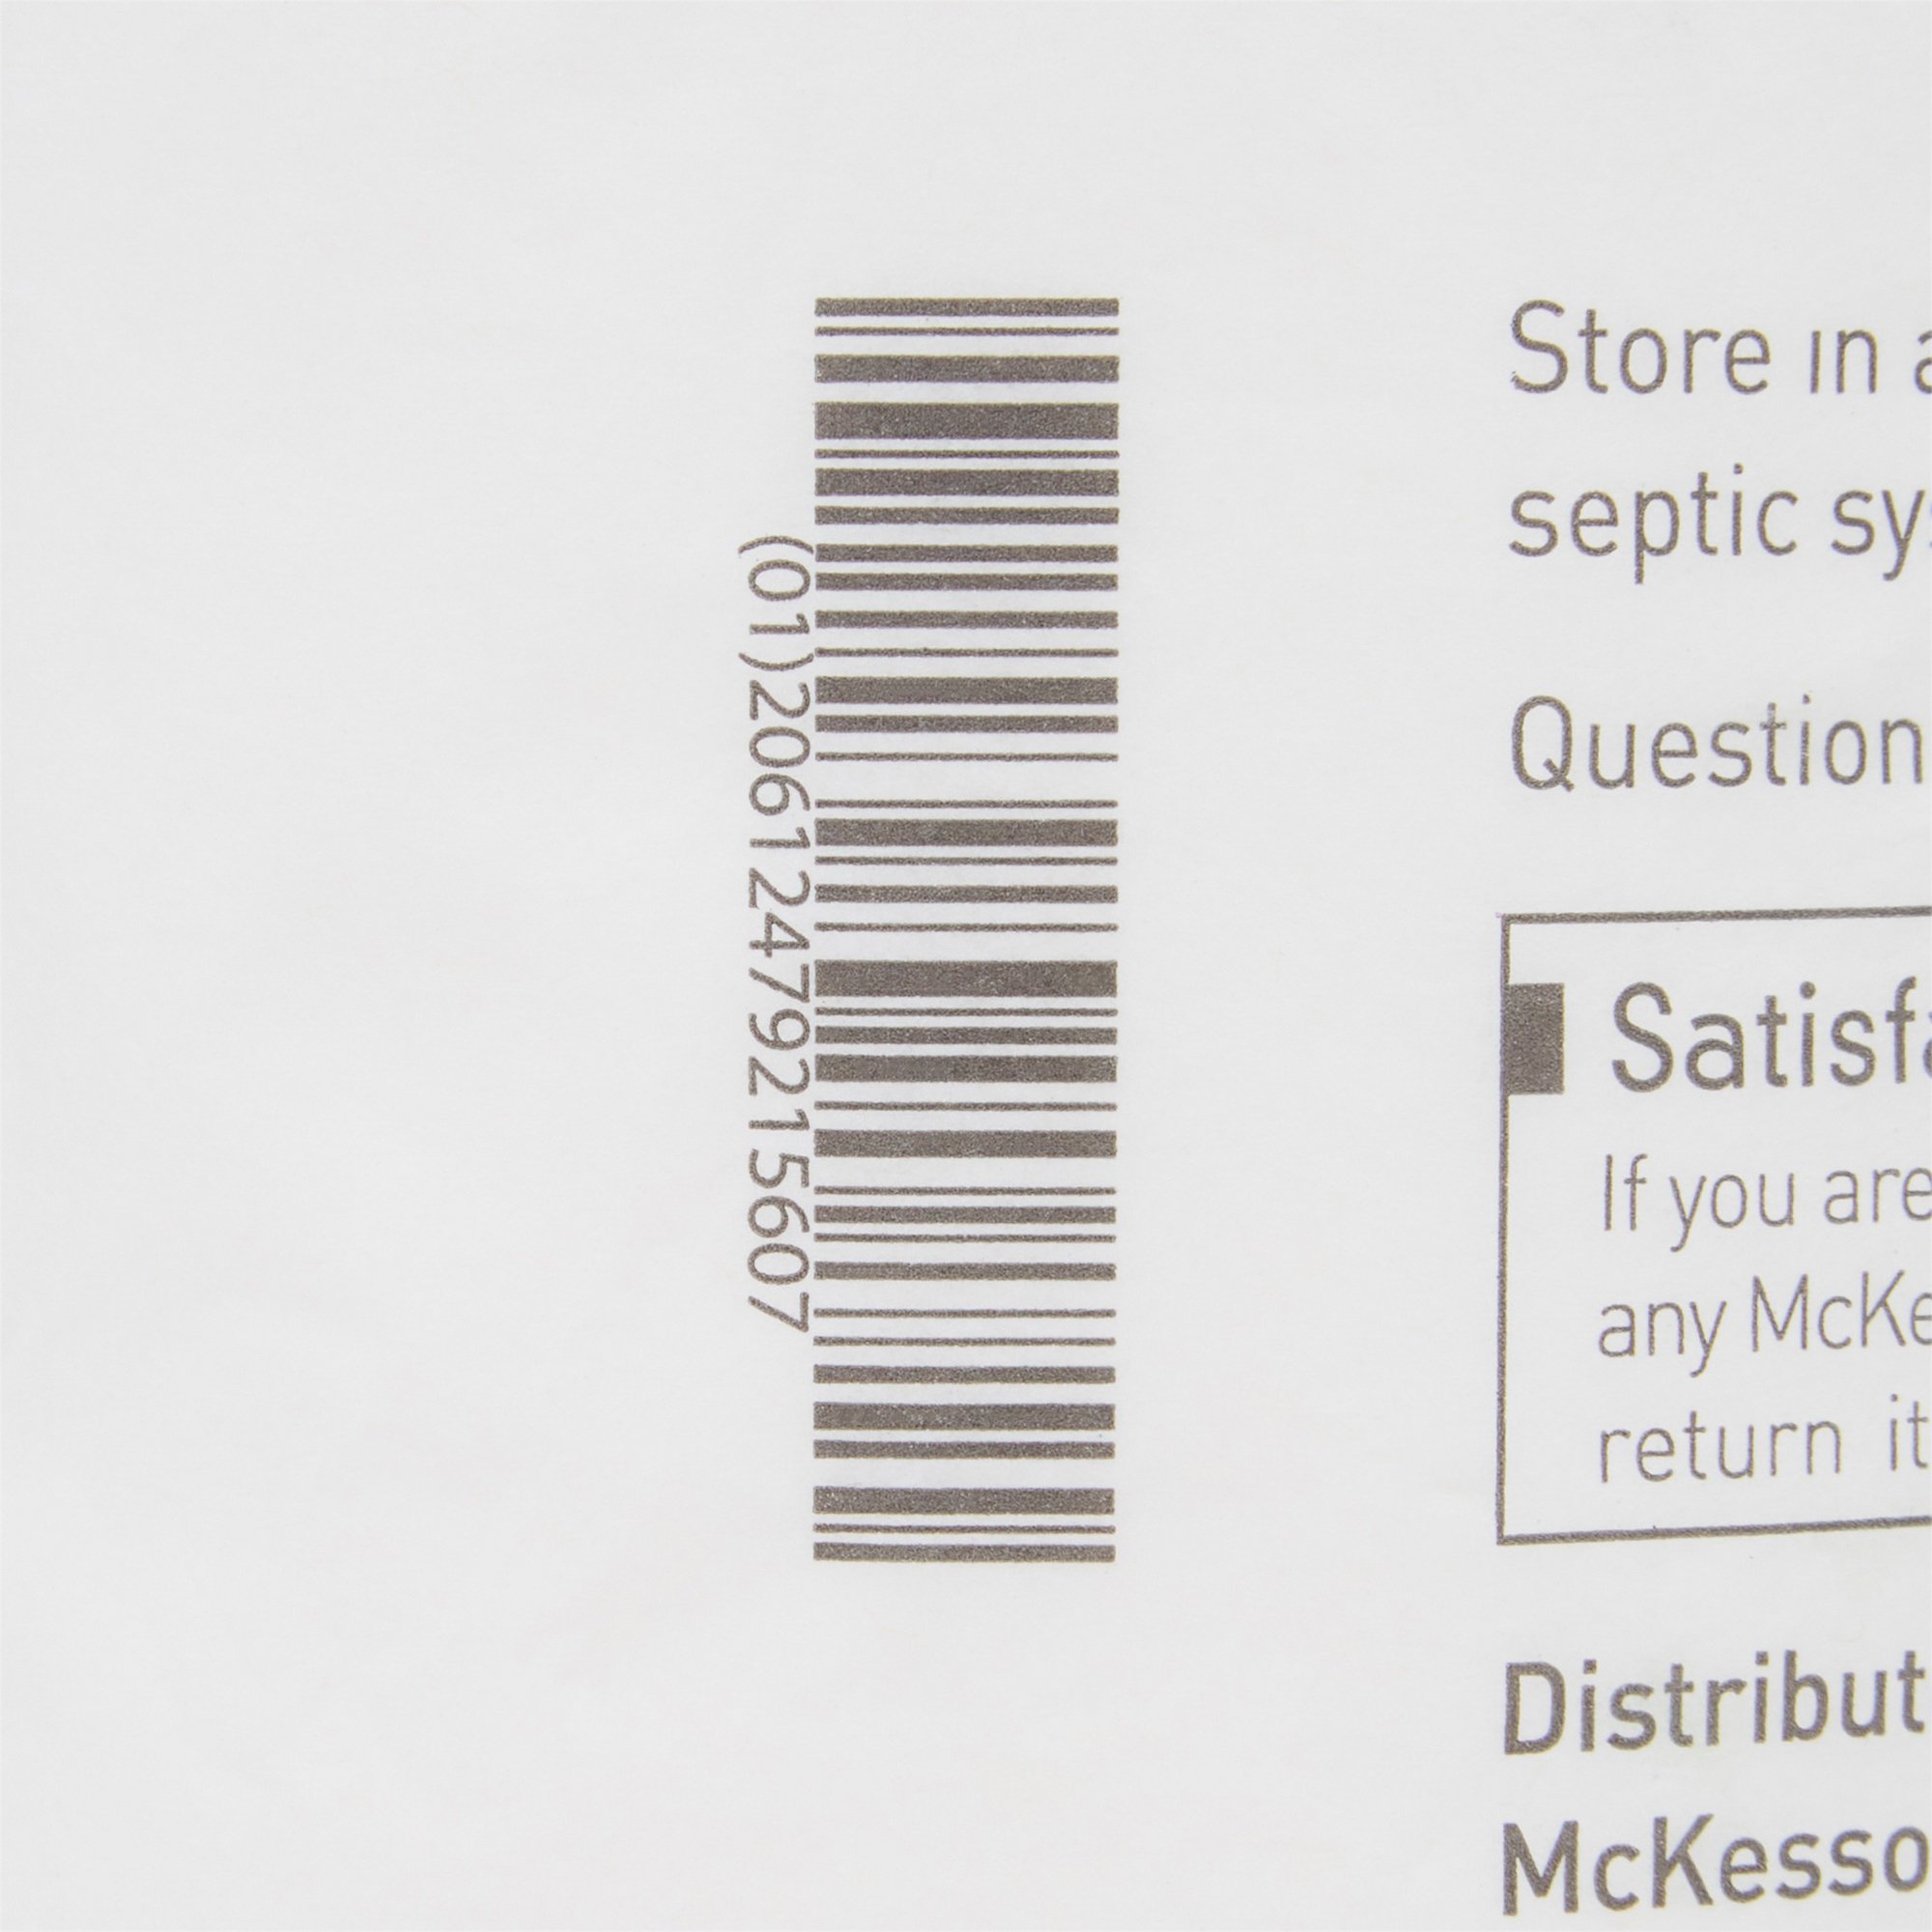 (01)20612479215607
Store in a
septic sy
Question
Satisfa
If you are
any McKe
return it
Distribut
McKesso